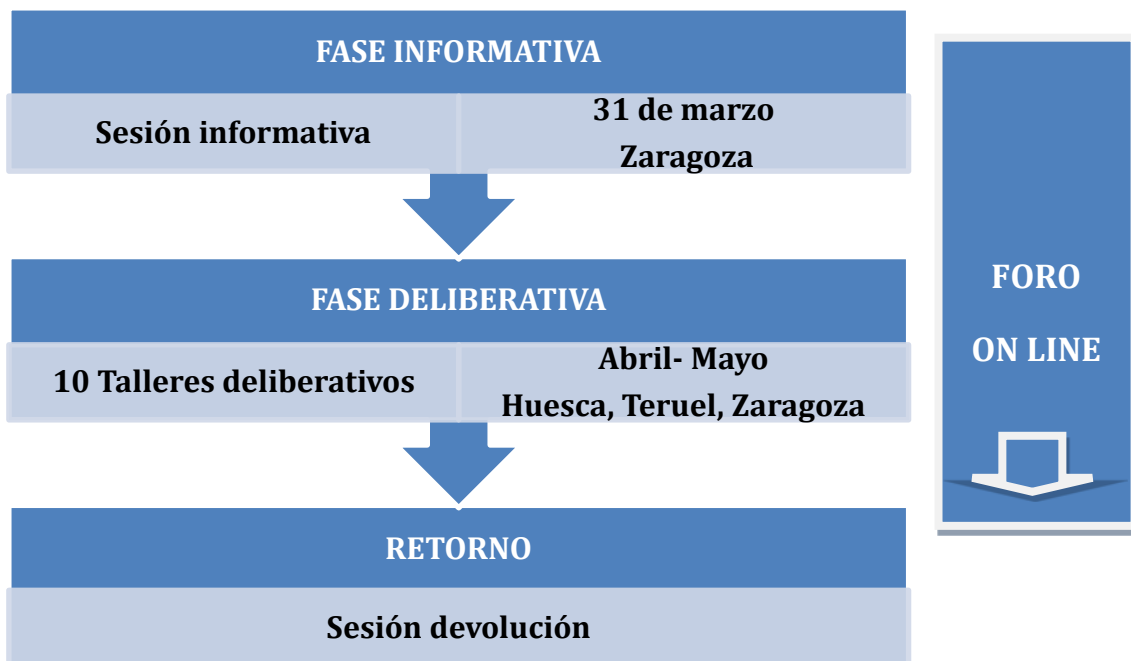 FASE INFORMATIVA
Sesión informativa
31 de marzo
Zaragoza
FASE DELIBERATIVA
10 Talleres deliberativos
Abril- Mayo
Huesca, Teruel, Zaragoza
RETORNO
Sesión devolución
FORO
ON LINE